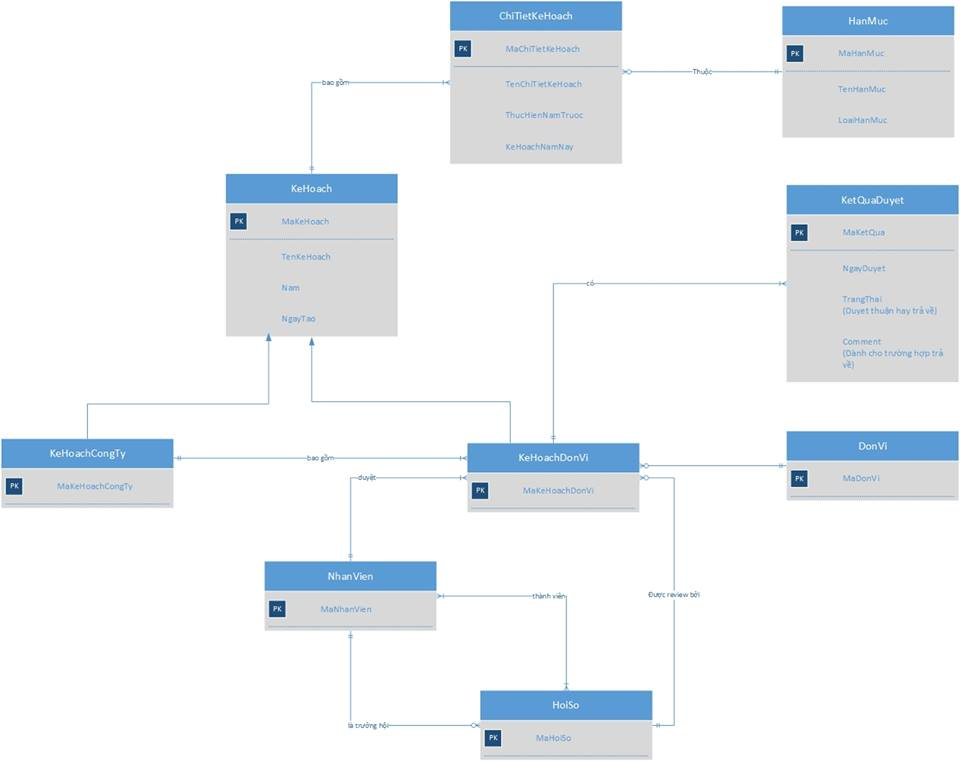 ChiTietKeHoach
PK
MaChiTietKeHoach
TenChiTietKeHoach
ThucHienNamTruoc
KeHoachNamNay
HanMuc
PK
MaHanMuc
TenHanMuc
LoaiHanMuc
bao gồm
Thuộc
KeHoach
PK
MaKeHoach
TenKeHoach
Nam
NgayTao
KetQuaDuyet
PK
MaKetQua
NgayDuyet
TrangThai
(Duyet thuận hay trả về)
Comment
(Dành cho trường hợp trả
về)
có
KeHoachCongTy
PK
MaKeHoachCongTy
bao gồm
KeHoachDonVi
PK
MaKeHoachDonVi
DonVi
PK
MaDonVi
duyệt
NhanVien
PK
MaNhanVien
thành viên
Được review bởi
HoiSo
PK
MaHoiSo
là trưởng hội